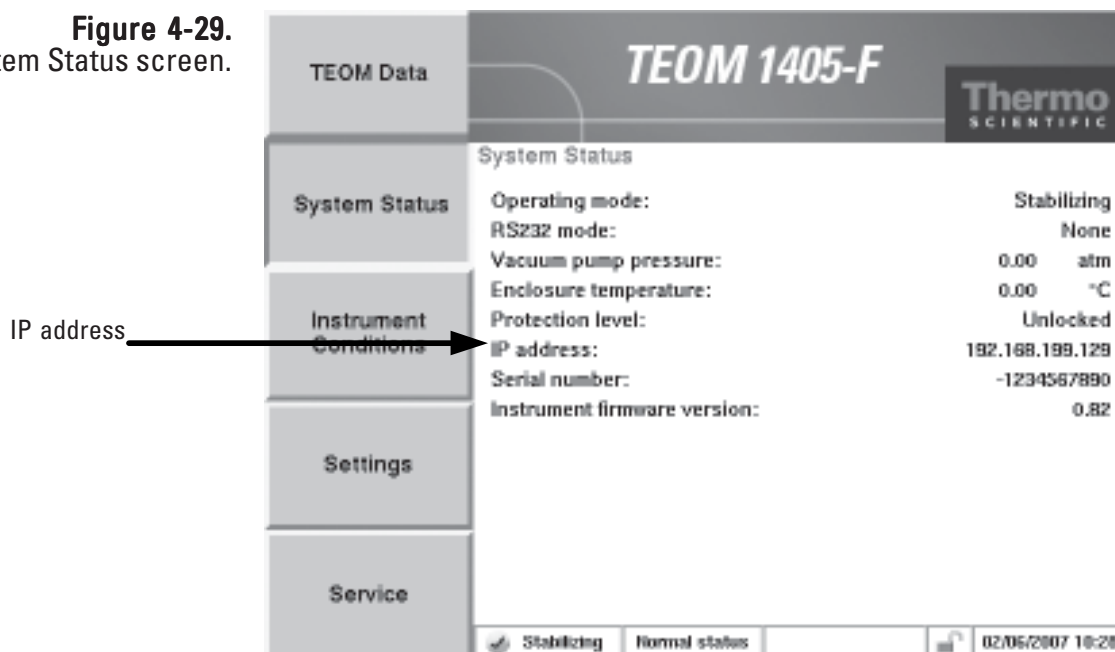 Figure 4-29.
tem Status screen.
TEOM Data
TEOM 1405-F
Thermo
SCIENTIFIC
System Status
System Status
Operating mode: Stabilizing
RS232 mode: None
Vacuum pump pressure: 0.00 atm
Enclosure temperature: 0.00 °C
Protection level: Unlocked
IP address
IP address: 192.168.199.129
Serial number: -1234567890
Instrument firmware version: 0.82
Instrument
Conditions
Settings
Service
Stabilizing Normal status 02/06/2007 10:28